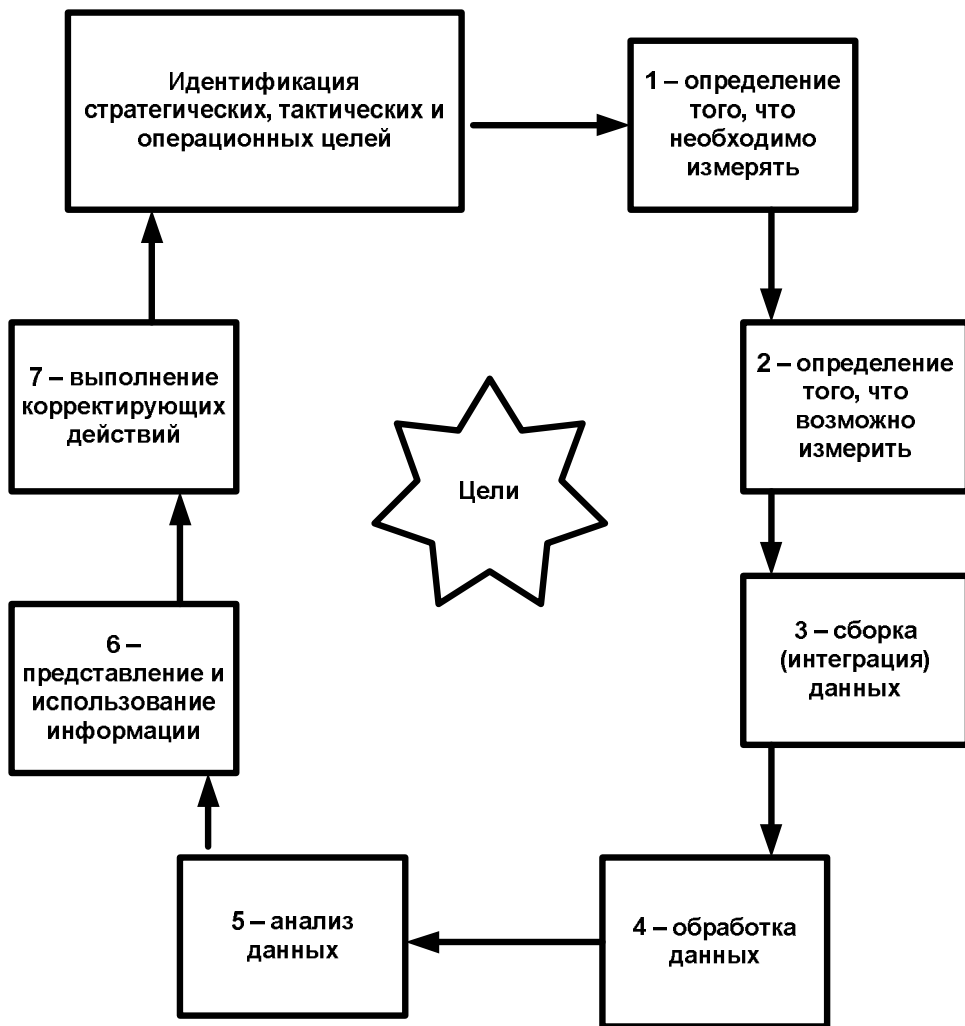 Идентификация
стратегических, тактических и
операционных целей
1 – определение
того, что
необходимо
измерять
2 – определение
того, что
возможно
измерить
3 – сборка
(интеграция)
данных
4 – обработка
данных
5 – анализ
данных
6 –
представление и
использование
информации
7 – выполнение
корректирующих
действий
Цели